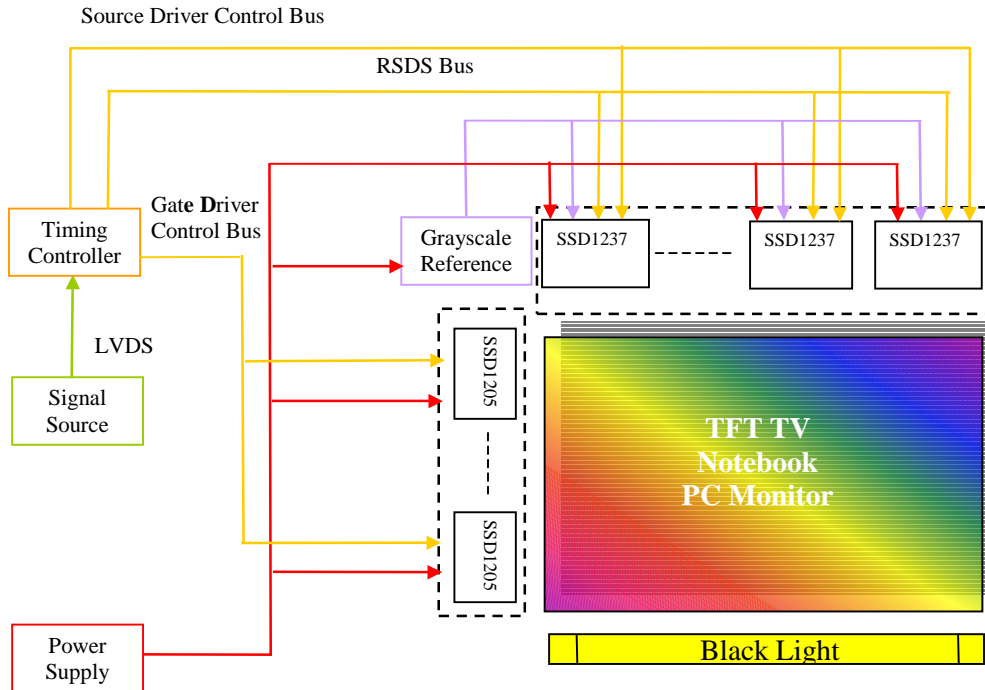 Source Driver Control Bus
RSDS Bus
Gate Driver
Control Bus
Timing
Controller
Grayscale
Reference
SSD1237
SSD1237
SSD1237
LVDS
Signal
Source
SSD1205
SSD1205
TFT TV
Notebook
PC Monitor
Power
Supply
Black Light